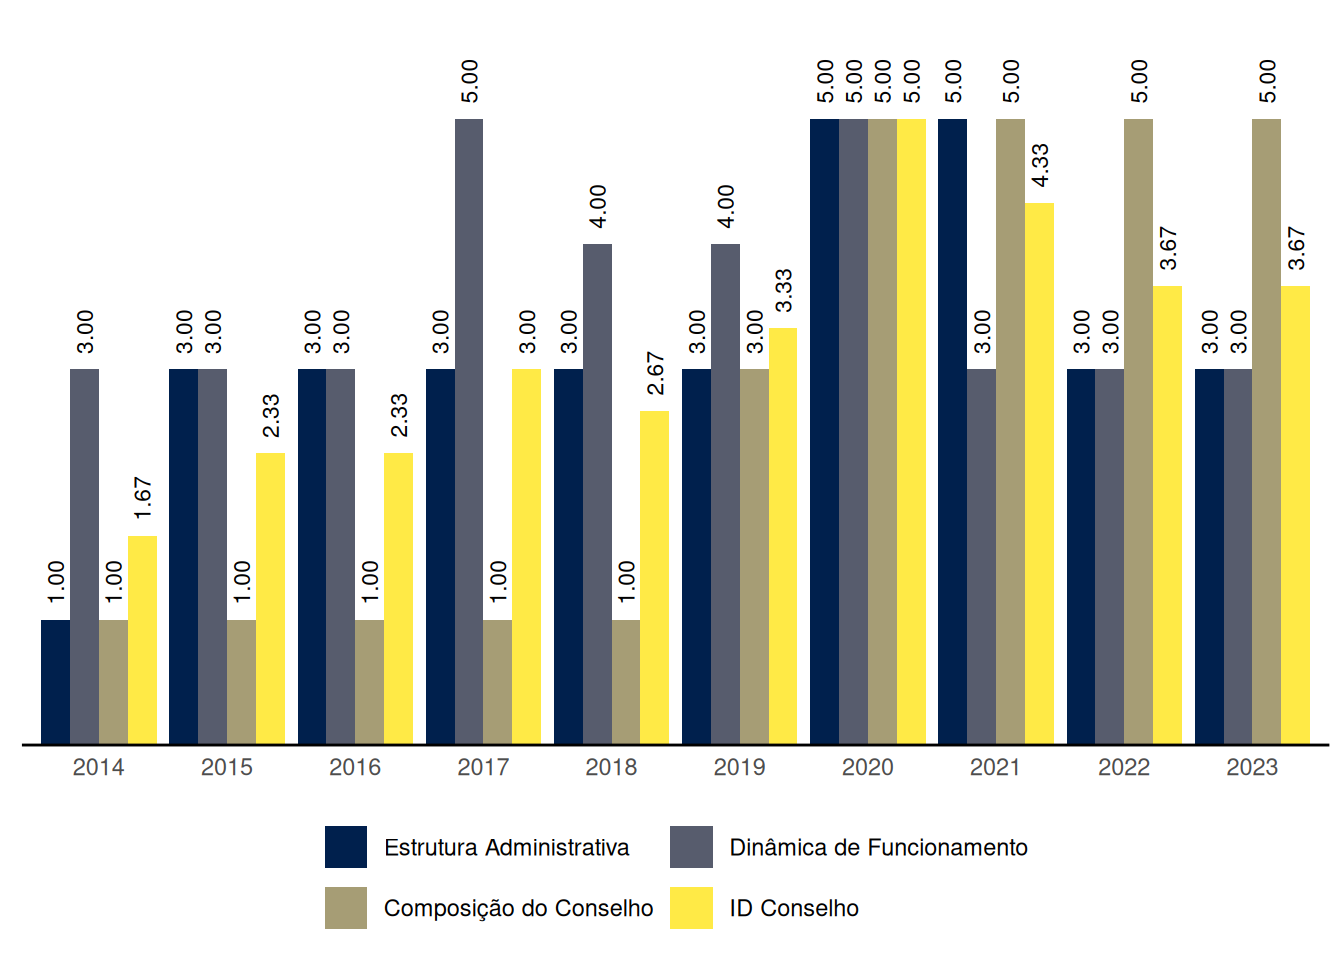 1.00 3.00 1.00 1.67 3.00 3.00 1.00 2.33 3.00 3.00 1.00 2.33 3.00 5.00 1.00 3.00 3.00 4.00 1.00 2.67 3.00 4.00 3.00 3.33 5.00 5.00 5.00 5.00 5.00 3.00 5.00 4.33 3.00 3.00 5.00 3.67 3.00 3.00 5.00 3.67
2014 2015 2016 2017 2018 2019 2020 2021 2022 2023
Estrutura Administrativa Dinâmica de Funcionamento
Composição do Conselho ID Conselho